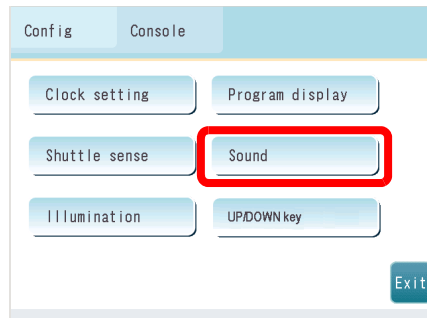 Config Console
Clock setting Program display
Shuttle sense Sound
Illumination UP/DOWN key
Exit